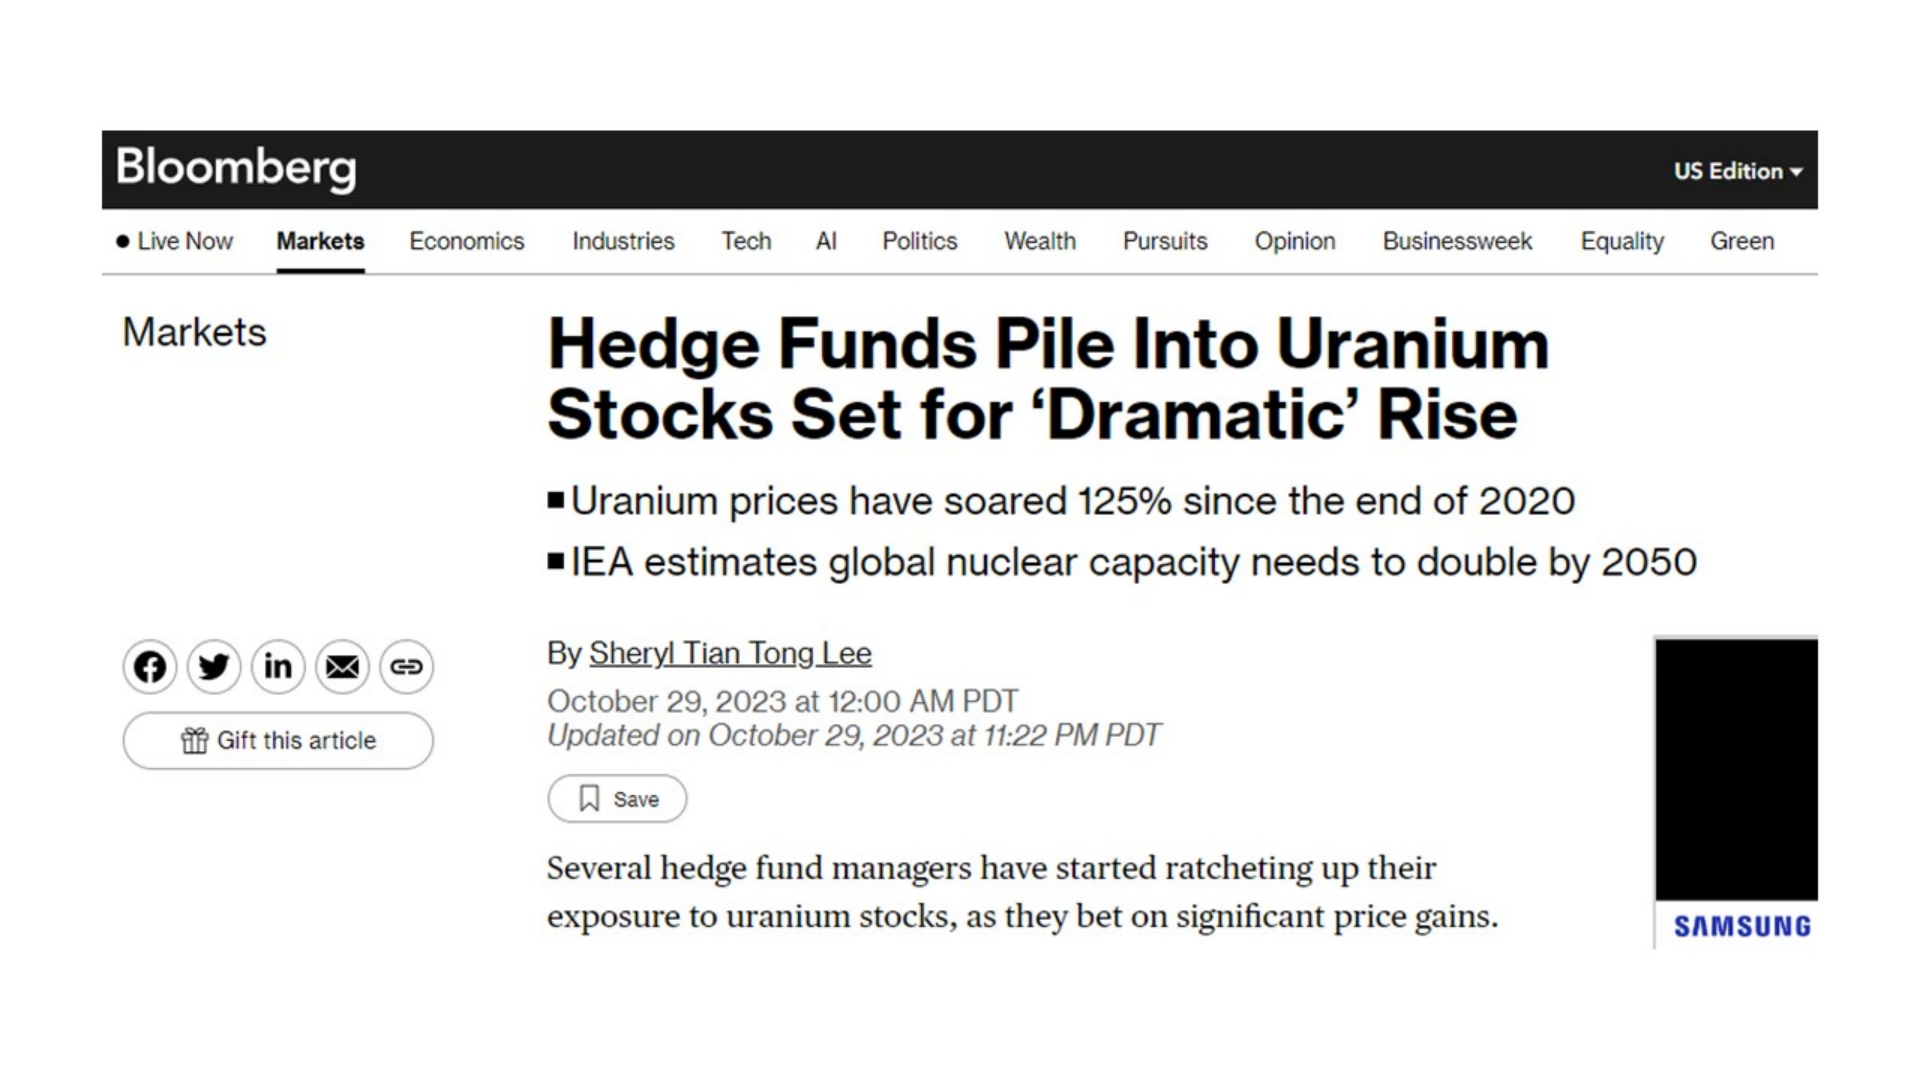 Bloomberg
US Edition
Live Now Markets Economics Industries Tech AI Politics Wealth Pursuits Opinion Businessweek Equality Green
Markets
Hedge Funds Pile Into Uranium
Stocks Set for ‘Dramatic’ Rise
Uranium prices have soared 125% since the end of 2020
IEA estimates global nuclear capacity needs to double by 2050
By Sheryl Tian Tong Lee
October 29, 2023 at 12:00 AM PDT
Updated on October 29, 2023 at 11:22 PM PDT
Gift this article
Save
Several hedge fund managers have started ratcheting up their
exposure to uranium stocks, as they bet on significant price gains.
SAMSUNG